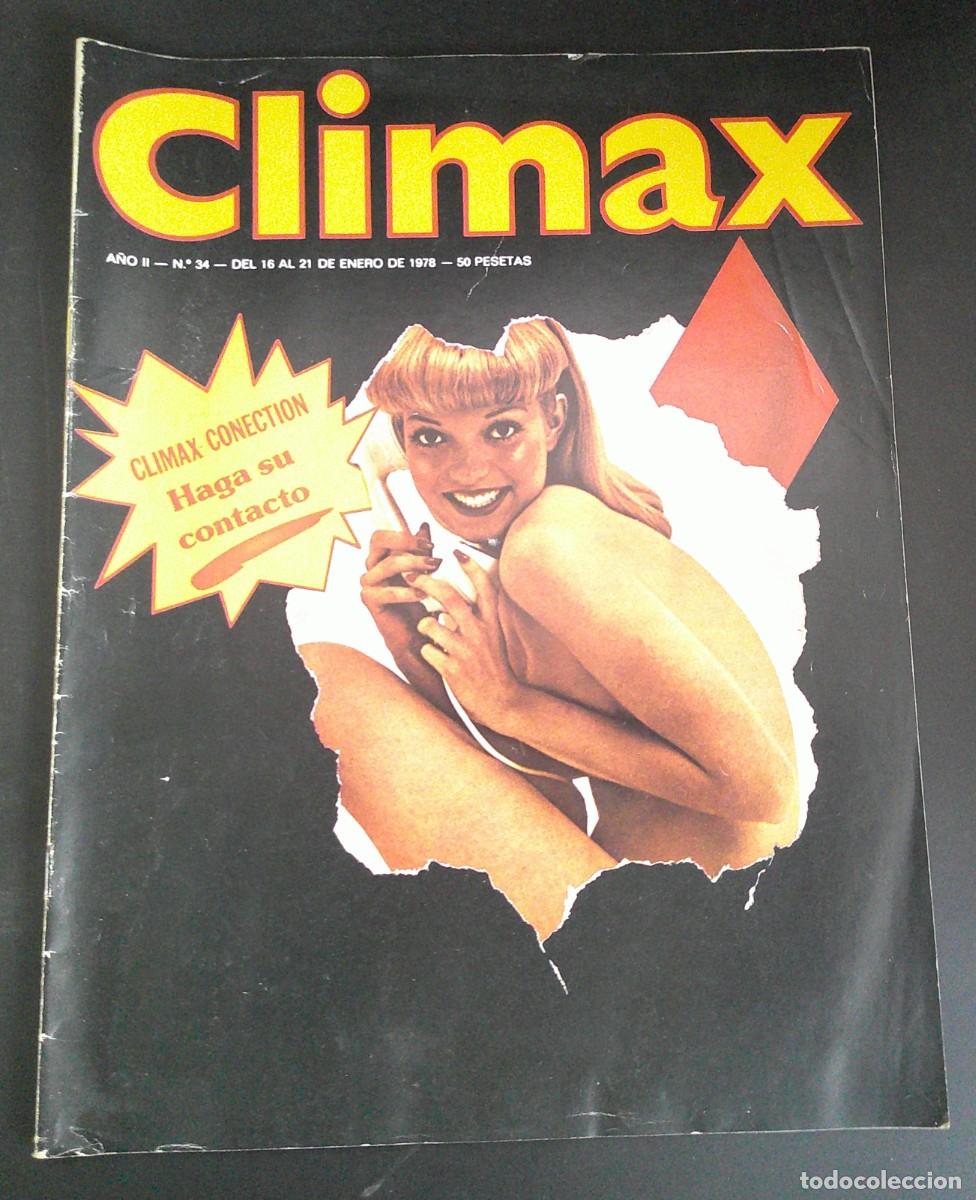 Climax
AÑO II — N.º 34 — DEL 16 AL 21 DE ENERO DE 1978 — 50 PESETAS
CLIMAX CONECTION
Haga su
contacto
todocoleccion